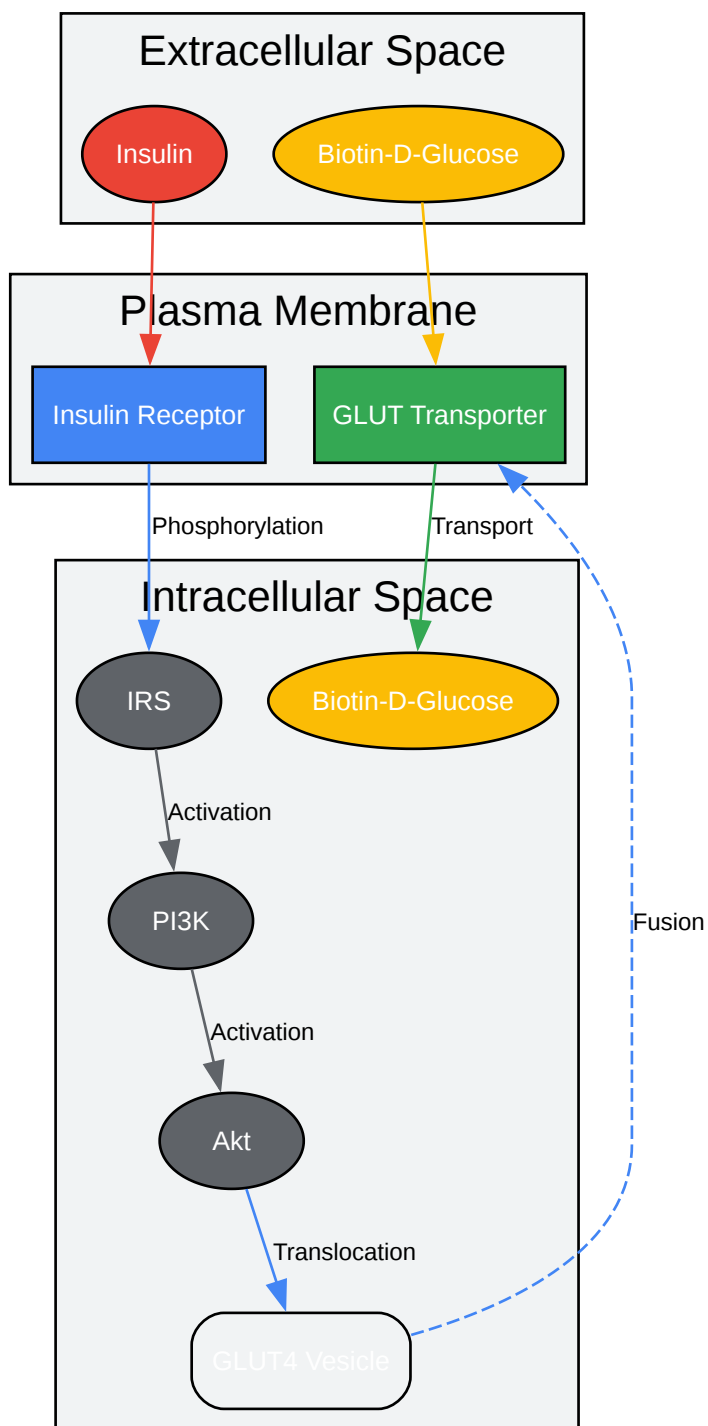 Extracellular Space
Insulin
Biotin-D-Glucose
Plasma Membrane
Insulin Receptor
GLUT Transporter
Phosphorylation
Transport
Intracellular Space
IRS
Biotin-D-Glucose
Activation
PI3K
Fusion
Activation
Akt
Translocation
GLUT4 Vesicle